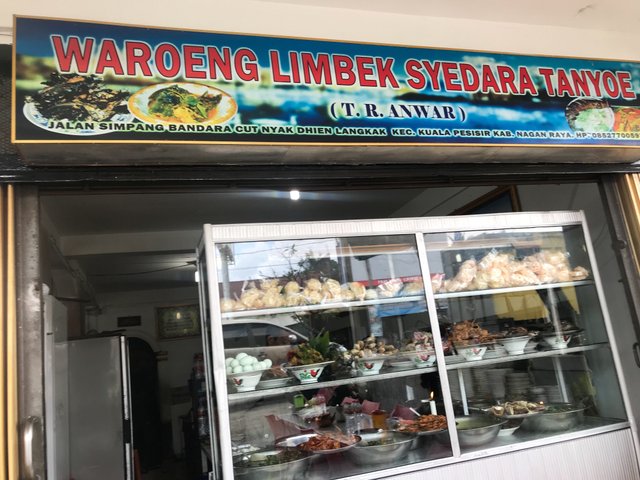 WAROENG LIMBEK SYEDARA TANYOE
( T. R. ANWAR )
JALAN SIMPANG BANDARA CUT NYAK DHIEN LANGKAK KEC. KUALA PESISIR KAB. NAGAN RAYA. HP. 0852770059